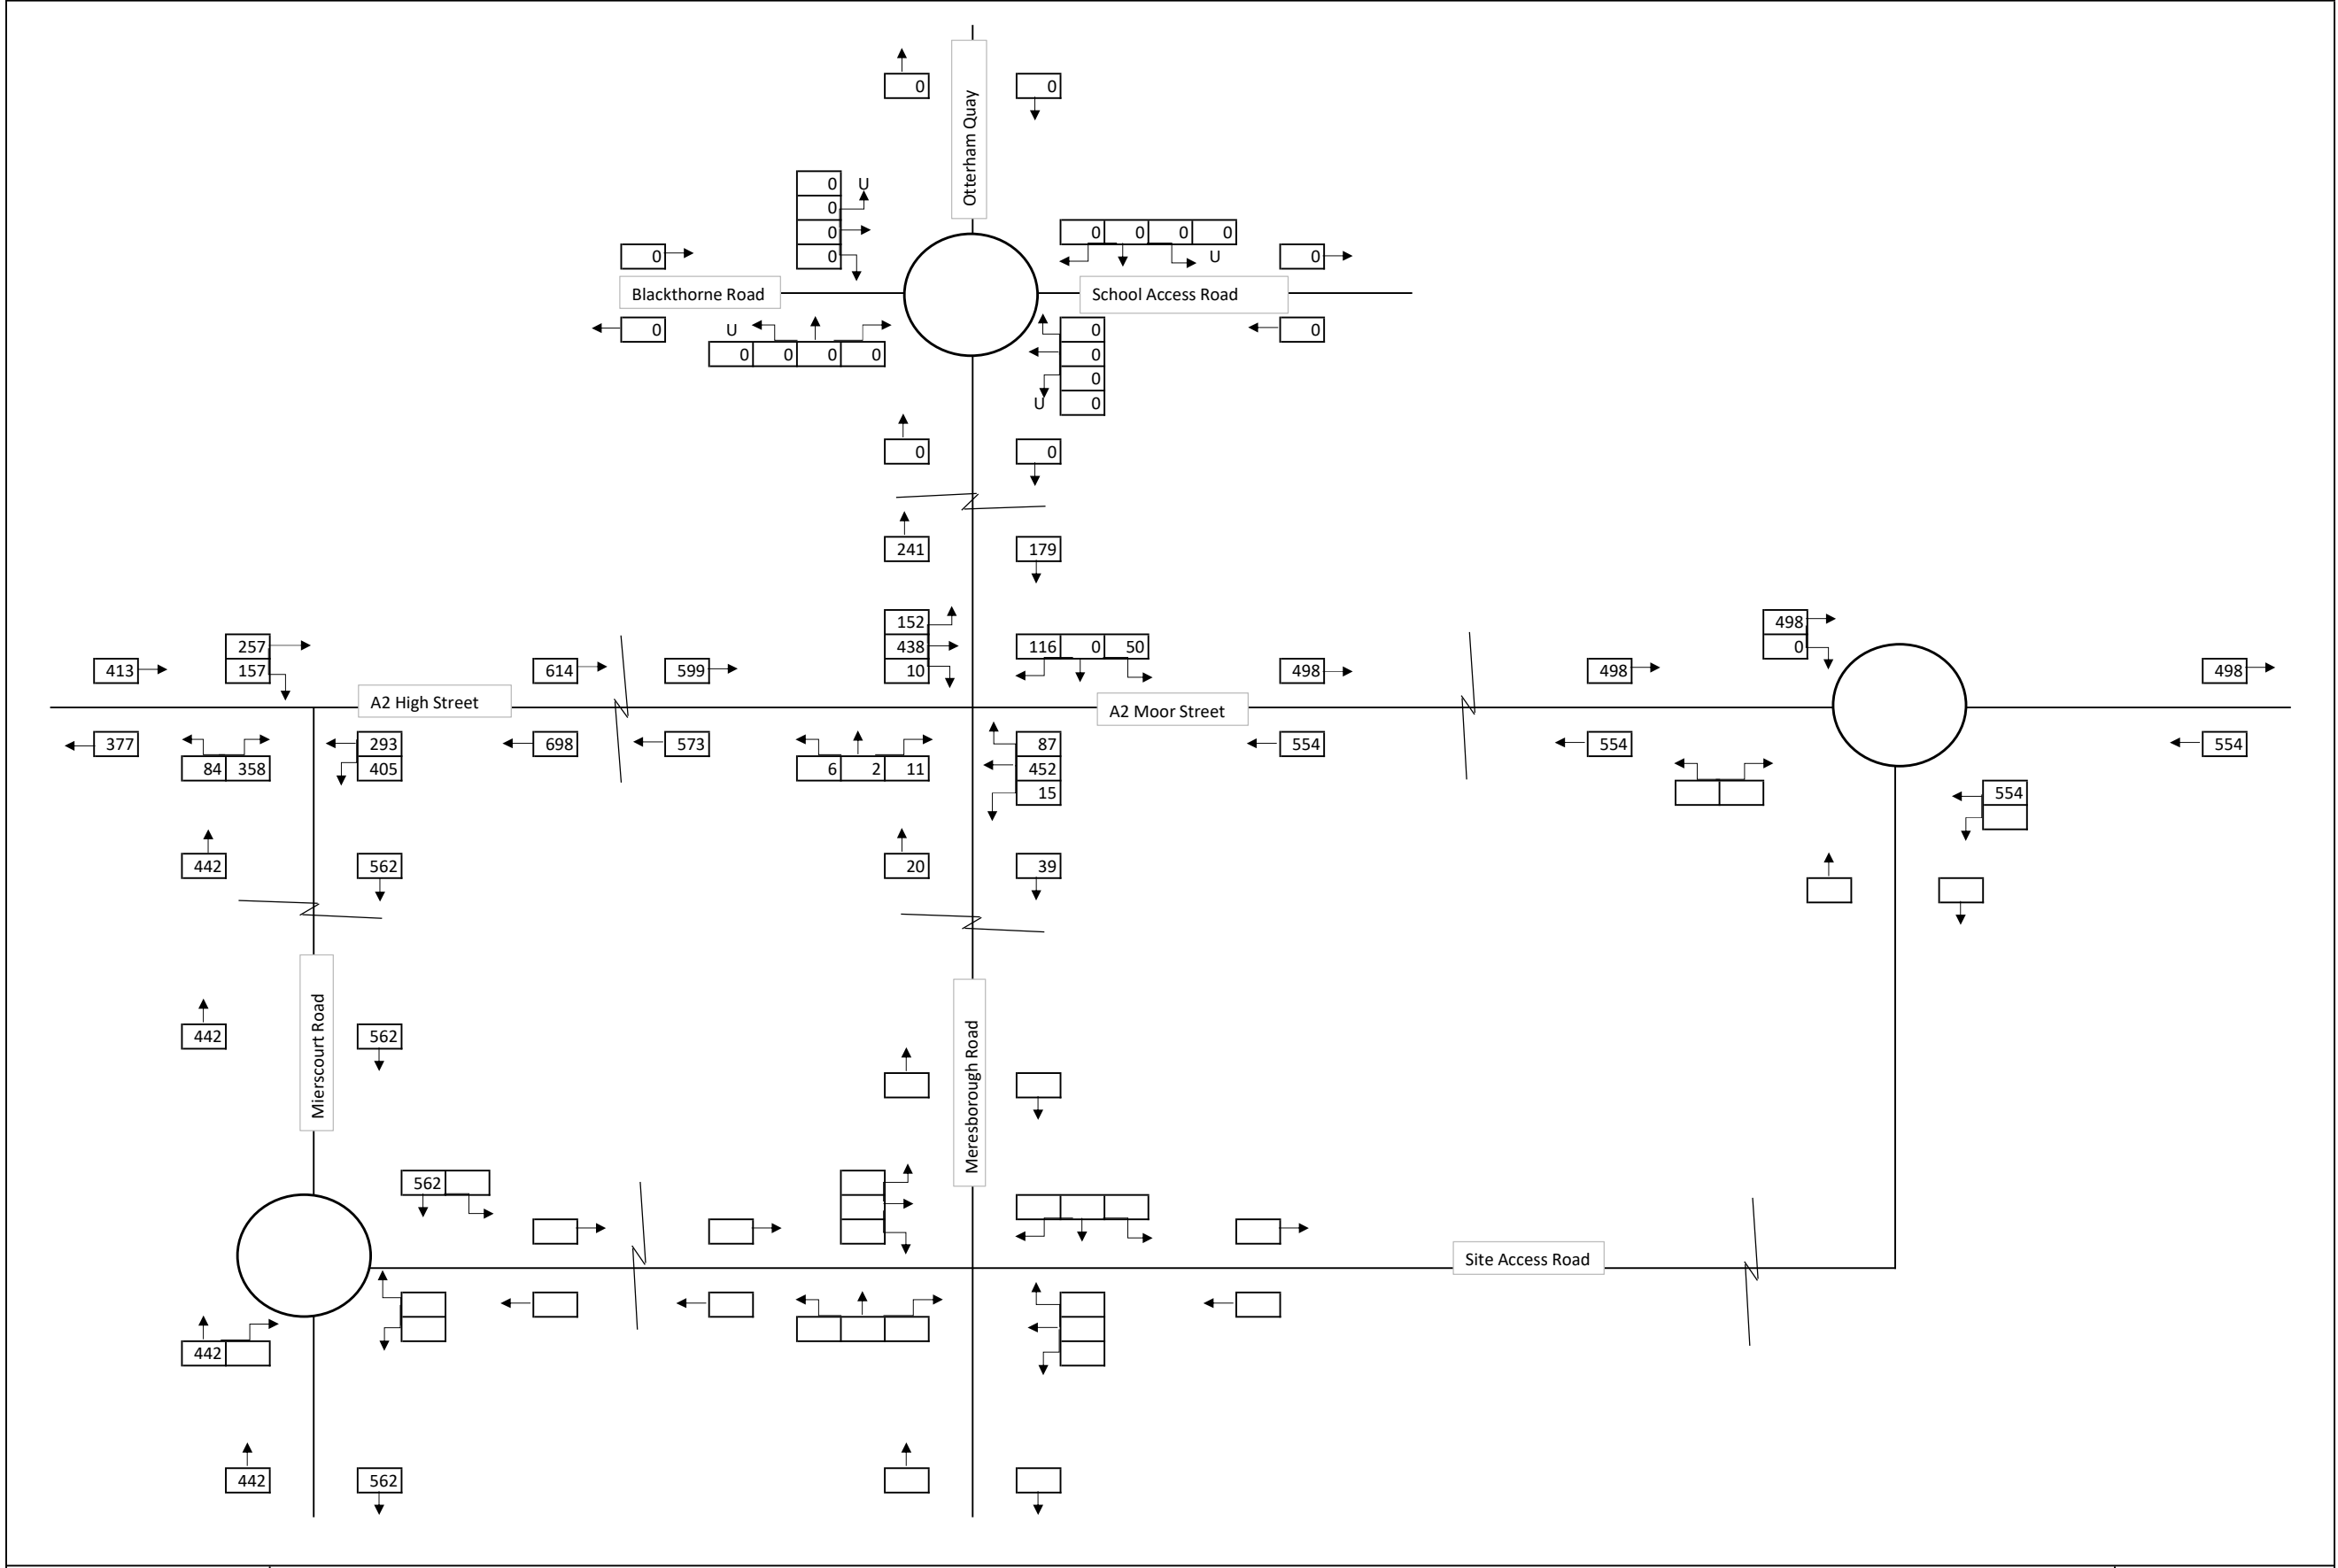 Otterham Quay
0 0
0 U
0
0
0
0 0 0 0
U
0 0
Blackthorne Road
School Access Road
0 0
U
0 0 0 0
0
0
0
U 0
0 0
241 179
152
438
10
116 0 50
498
0
257
157
413 614 599 498 498 498
A2 High Street
A2 Moor Street
377 698 573 554 554 554
84 358
293
405
6 2 11
87
452
15
554
442 562 20 39
Mierscourt Road
Meresborough Road
442 562
562
Site Access Road
442
442 562